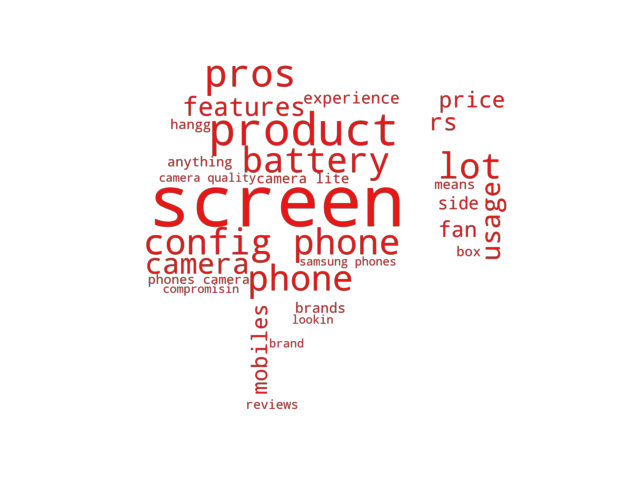 pros
experience
features
price
hangg
product
rs
battery
anything
lot
camera quality
camera lite
means
screen
usage
side
config
phone
fan
box
camera
samsung phones
phone
phones camera
compromisin
mobiles
brands
lookin
brand
reviews